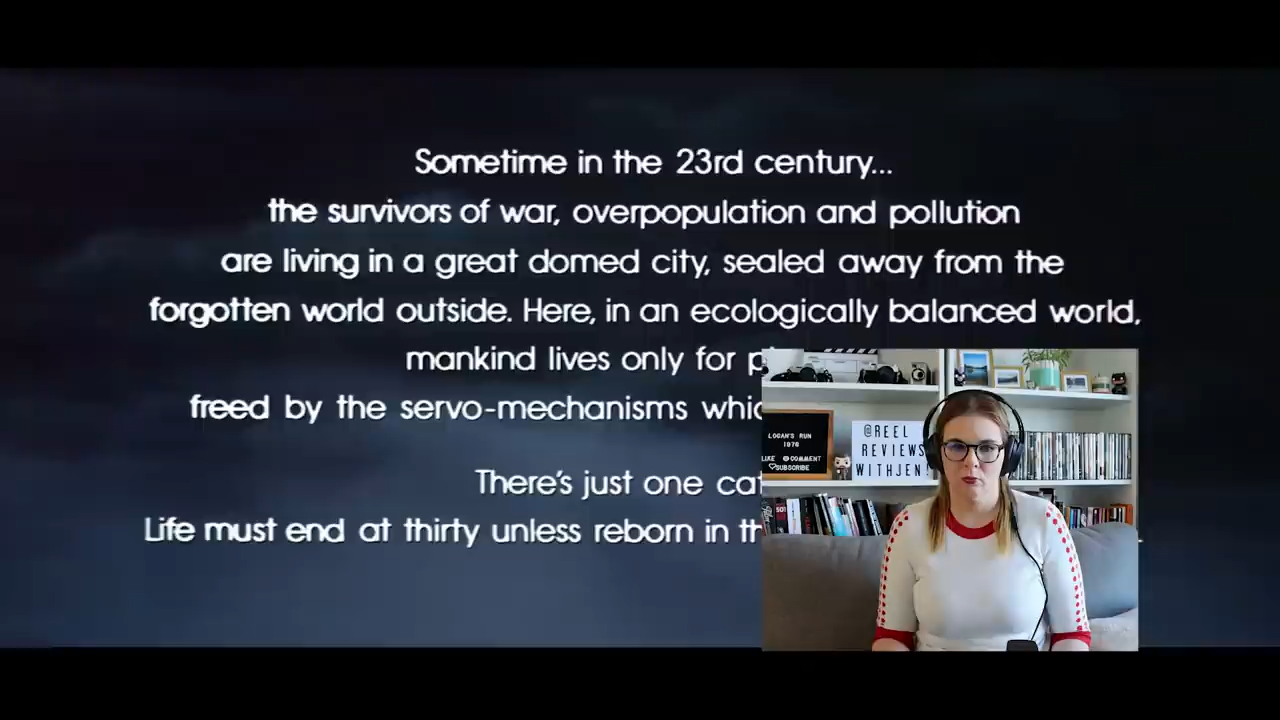 Sometime in the 23rd century...
the survivors of war, overpopulation and pollution
are living in a great domed city, sealed away from the
forgotten world outside. Here, in an ecologically balanced world,
mankind lives only for
freed by the servo-mechanisms
There's just one
Life must end at thirty unless reborn in
LOGAN'S RUN
1976
LIKE COMMENT
SUBSCRIBE
@REEL
REVIEWS
WITHJEN